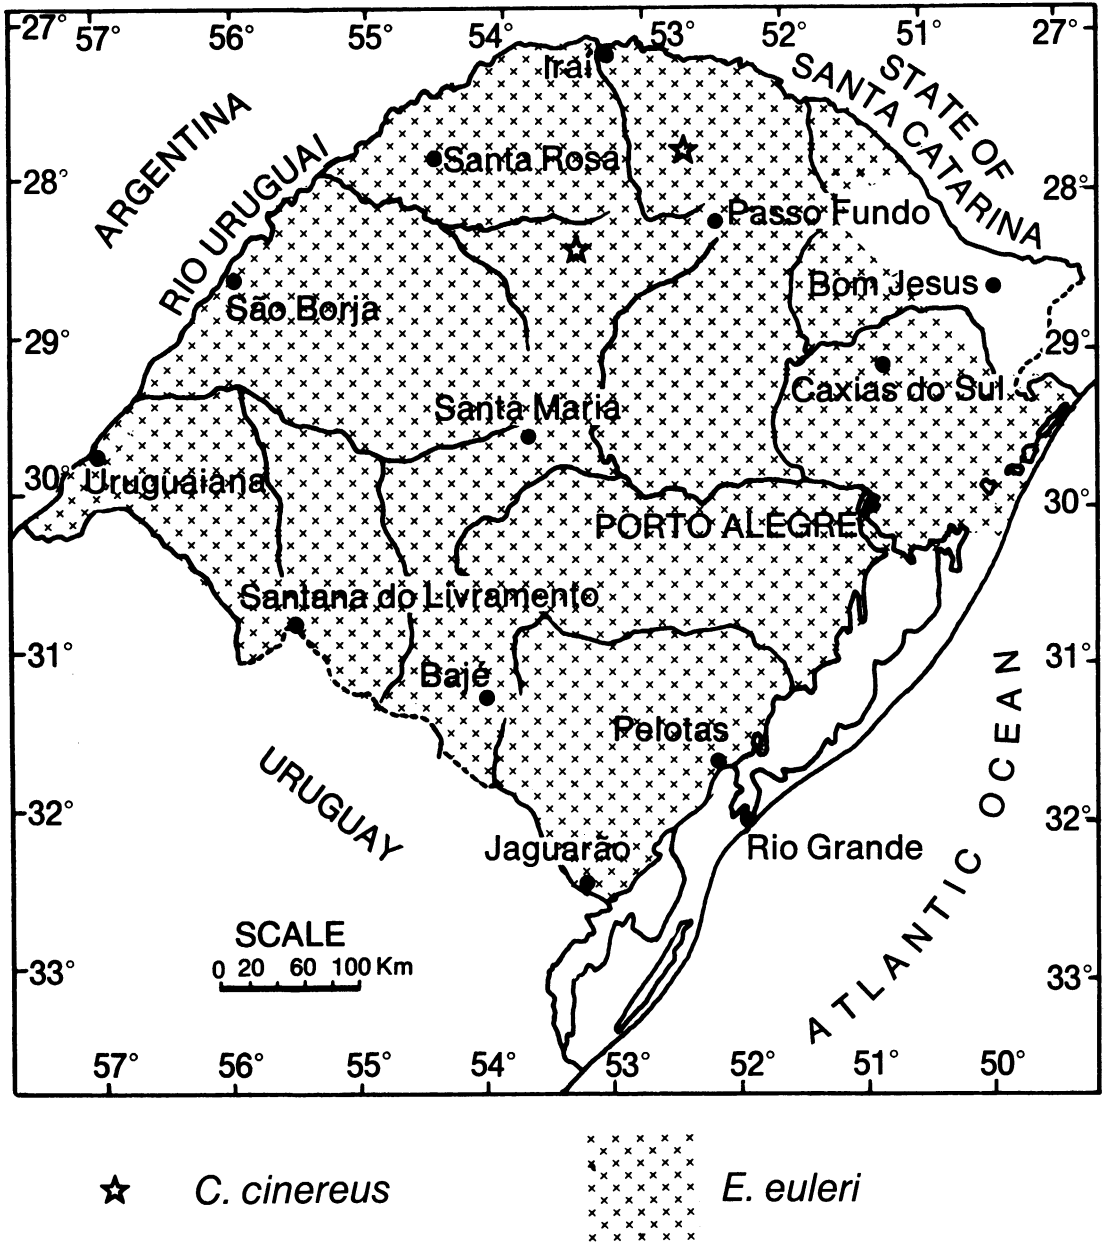 27° 57° 56° 55° 54° 53° 52° 51° 27°
Irai
STATE OF
SANTA CATARINA
ARGENTINA
RIO URUGUAI
Santa Rosa
28° 28°
Passo Fundo
São Borja
Bom Jesus
29° 29°
Caxias do Sul
Santa Maria
30° Uruguaiana 30°
PORTO ALEGRE
Santana do Livramento
31° 31°
Bajé
Pelotas
URUGUAY
ATLANTIC OCEAN
32° 32°
Jaguarão
Rio Grande
SCALE
0 20 60 100 Km
33° 33°
57° 56° 55° 54° 53° 52° 51° 50°
C. cinereus
E. euleri